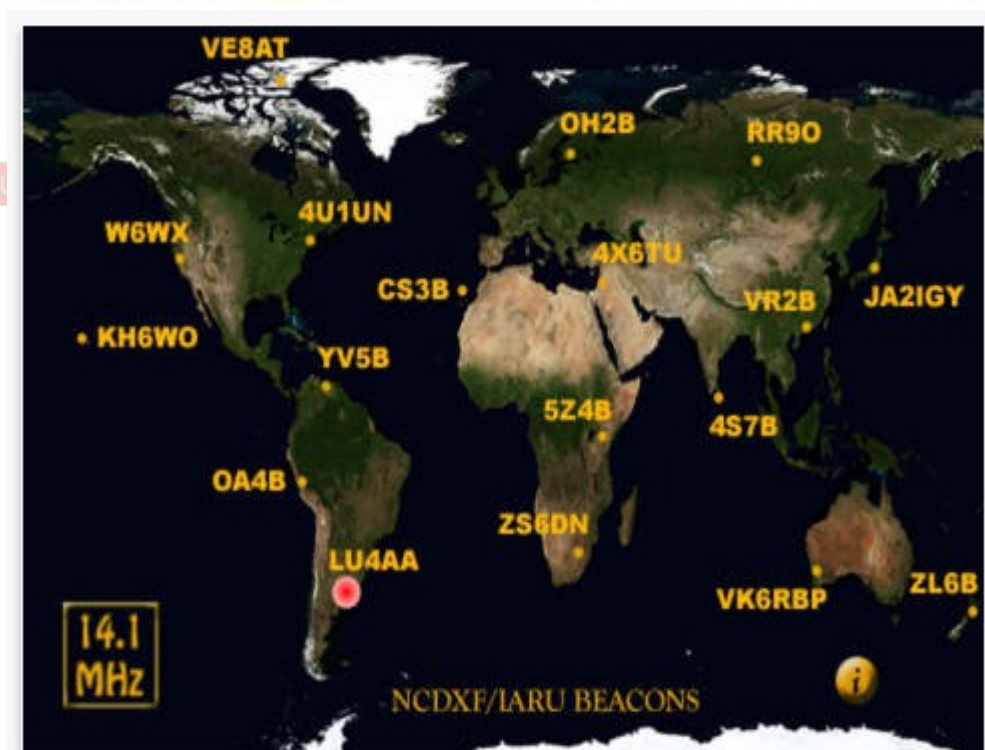 VE8AT
OH2B
RR9O
4U1UN
W6WX
4X6TU
CS3B
VR2B
JA2IGY
KH6WO
YV5B
5Z4B
4S7B
OA4B
ZS6DN
LU4AA
ZL6B
VK6RBP
14.1
MHz
i
NCDXF/IARU BEACONS